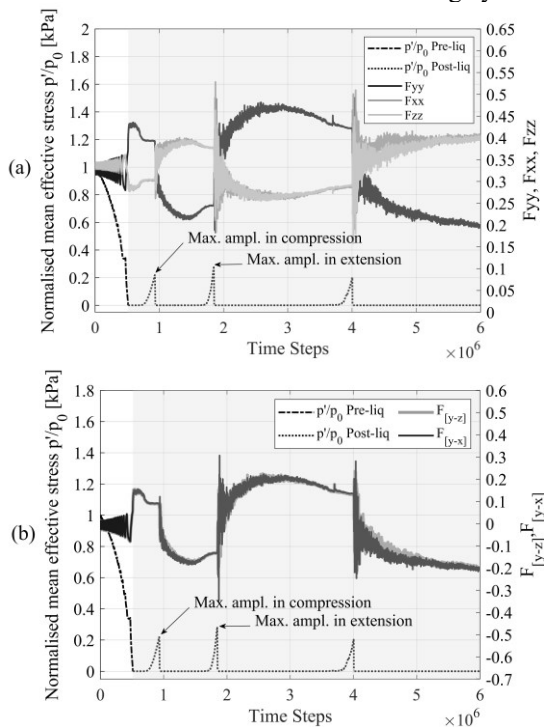 (a)
Normalised mean effective stress p'/p0 [kPa]
2
1.8
1.6
1.4
1.2
1
0.8
0.6
0.4
0.2
0
p'/p0 Pre-liq
p'/p0 Post-liq
Fyy
Fxx
Fzz
Max. ampl. in compression
Max. ampl. in extension
0.65
0.6
0.55
0.5
0.45
0.4
0.35
0.3
0.25
0.2
0.15
0.1
0.05
0
Fyy, Fxx, Fzz
0 1 2 3 4 5 6
Time Steps
×10^6
(b)
Normalised mean effective stress p'/p0 [kPa]
1.8
1.6
1.4
1.2
1
0.8
0.6
0.4
0.2
0
p'/p0 Pre-liq F[y-z]
p'/p0 Post-liq F[y-x]
Max. ampl. in compression
Max. ampl. in extension
0.6
0.5
0.4
0.3
0.2
0.1
0
-0.1
-0.2
-0.3
-0.4
-0.5
-0.6
-0.7
F[y-z],F[y-x]
0 1 2 3 4 5 6
Time Steps
×10^6